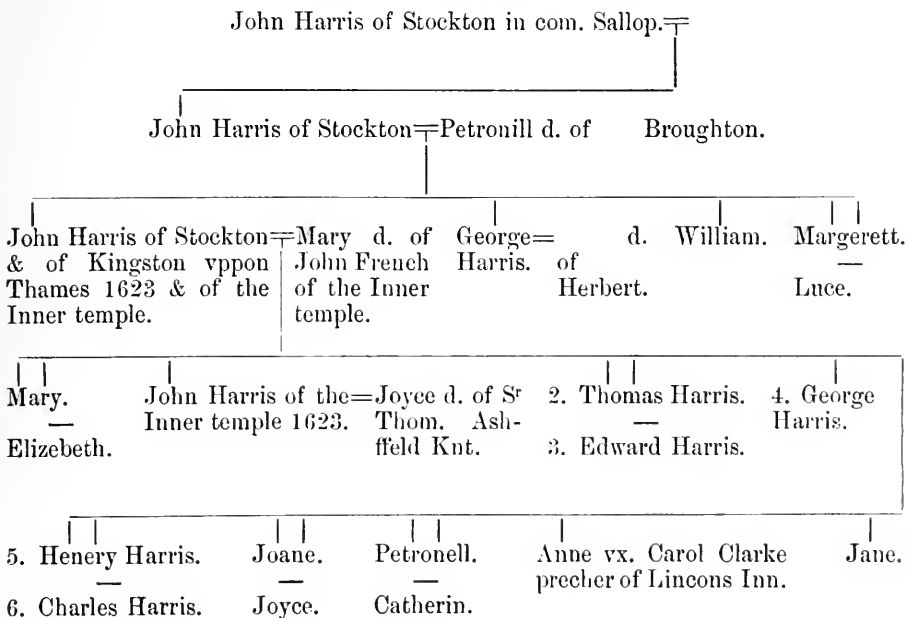 John Harris of Stockton in com. Sallop.
John Harris of Stockton Petronill d. of Broughton.
John Harris of Stockton
& of Kingston vppon
Thames 1623 & of the
Inner temple.
Mary d. of
John French
of the Inner
temple.
George
Harris.
d.
of
Herbert.
William.
Margerett.
Luce.
Mary.
Elizebeth.
John Harris of the
Inner temple 1623.
Joyce d. of Sr
Thom. Ash-
ffeld Knt.
2. Thomas Harris.
3. Edward Harris.
4. George
Harris.
5. Henery Harris.
6. Charles Harris.
Joane.
Joyce.
Petronell.
Catherin.
Anne vx. Carol Clarke
precher of Lincons Inn.
Jane.